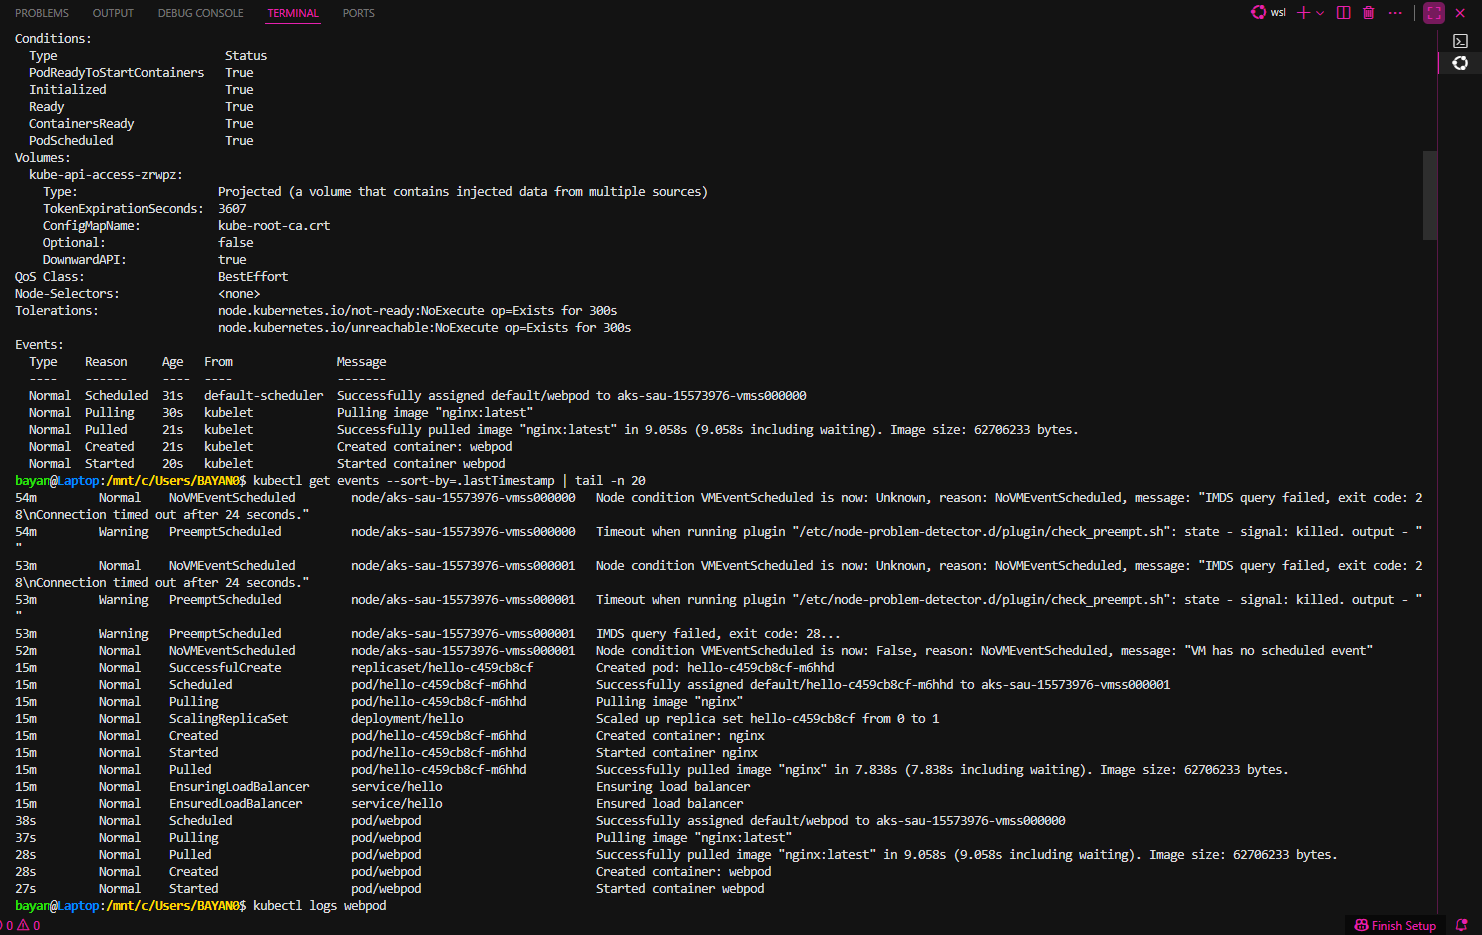 PROBLEMS OUTPUT DEBUG CONSOLE TERMINAL PORTS wsl
Conditions:
Type Status
PodReadyToStartContainers True
Initialized True
Ready True
ContainersReady True
PodScheduled True
Volumes:
kube-api-access-zrwpz:
Type: Projected (a volume that contains injected data from multiple sources)
TokenExpirationSeconds: 3607
ConfigMapName: kube-root-ca.crt
Optional: false
DownwardAPI: true
QoS Class: BestEffort
Node-Selectors: <none>
Tolerations: node.kubernetes.io/not-ready:NoExecute op=Exists for 300s
node.kubernetes.io/unreachable:NoExecute op=Exists for 300s
Events:
Type Reason Age From Message
---- ------ ---- ---- -------
Normal Scheduled 31s default-scheduler Successfully assigned default/webpod to aks-sau-15573976-vmss000000
Normal Pulling 30s kubelet Pulling image "nginx:latest"
Normal Pulled 21s kubelet Successfully pulled image "nginx:latest" in 9.058s (9.058s including waiting). Image size: 62706233 bytes.
Normal Created 21s kubelet Created container: webpod
Normal Started 20s kubelet Started container webpod
bayan@Laptop:/mnt/c/Users/BAYAN0$ kubectl get events --sort-by=.lastTimestamp | tail -n 20
54m Normal NoVMEventScheduled node/aks-sau-15573976-vmss000000 Node condition VMEventScheduled is now: Unknown, reason: NoVMEventScheduled, message: "IMDS query failed, exit code: 2
8\nConnection timed out after 24 seconds."
54m Warning PreemptScheduled node/aks-sau-15573976-vmss000000 Timeout when running plugin "/etc/node-problem-detector.d/plugin/check_preempt.sh": state - signal: killed. output - "
"
53m Normal NoVMEventScheduled node/aks-sau-15573976-vmss000001 Node condition VMEventScheduled is now: Unknown, reason: NoVMEventScheduled, message: "IMDS query failed, exit code: 2
8\nConnection timed out after 24 seconds."
53m Warning PreemptScheduled node/aks-sau-15573976-vmss000001 Timeout when running plugin "/etc/node-problem-detector.d/plugin/check_preempt.sh": state - signal: killed. output - "
"
53m Warning PreemptScheduled node/aks-sau-15573976-vmss000001 IMDS query failed, exit code: 28...
52m Normal NoVMEventScheduled node/aks-sau-15573976-vmss000001 Node condition VMEventScheduled is now: False, reason: NoVMEventScheduled, message: "VM has no scheduled event"
15m Normal SuccessfulCreate replicaset/hello-c459cb8cf Created pod: hello-c459cb8cf-m6hhd
15m Normal Scheduled pod/hello-c459cb8cf-m6hhd Successfully assigned default/hello-c459cb8cf-m6hhd to aks-sau-15573976-vmss000001
15m Normal Pulling pod/hello-c459cb8cf-m6hhd Pulling image "nginx"
15m Normal ScalingReplicaSet deployment/hello Scaled up replica set hello-c459cb8cf from 0 to 1
15m Normal Created pod/hello-c459cb8cf-m6hhd Created container: nginx
15m Normal Started pod/hello-c459cb8cf-m6hhd Started container nginx
15m Normal Pulled pod/hello-c459cb8cf-m6hhd Successfully pulled image "nginx" in 7.838s (7.838s including waiting). Image size: 62706233 bytes.
15m Normal EnsuringLoadBalancer service/hello Ensuring load balancer
15m Normal EnsuredLoadBalancer service/hello Ensured load balancer
38s Normal Scheduled pod/webpod Successfully assigned default/webpod to aks-sau-15573976-vmss000000
37s Normal Pulling pod/webpod Pulling image "nginx:latest"
28s Normal Pulled pod/webpod Successfully pulled image "nginx:latest" in 9.058s (9.058s including waiting). Image size: 62706233 bytes.
28s Normal Created pod/webpod Created container: webpod
27s Normal Started pod/webpod Started container webpod
bayan@Laptop:/mnt/c/Users/BAYAN0$ kubectl logs webpod
0 0 Finish Setup